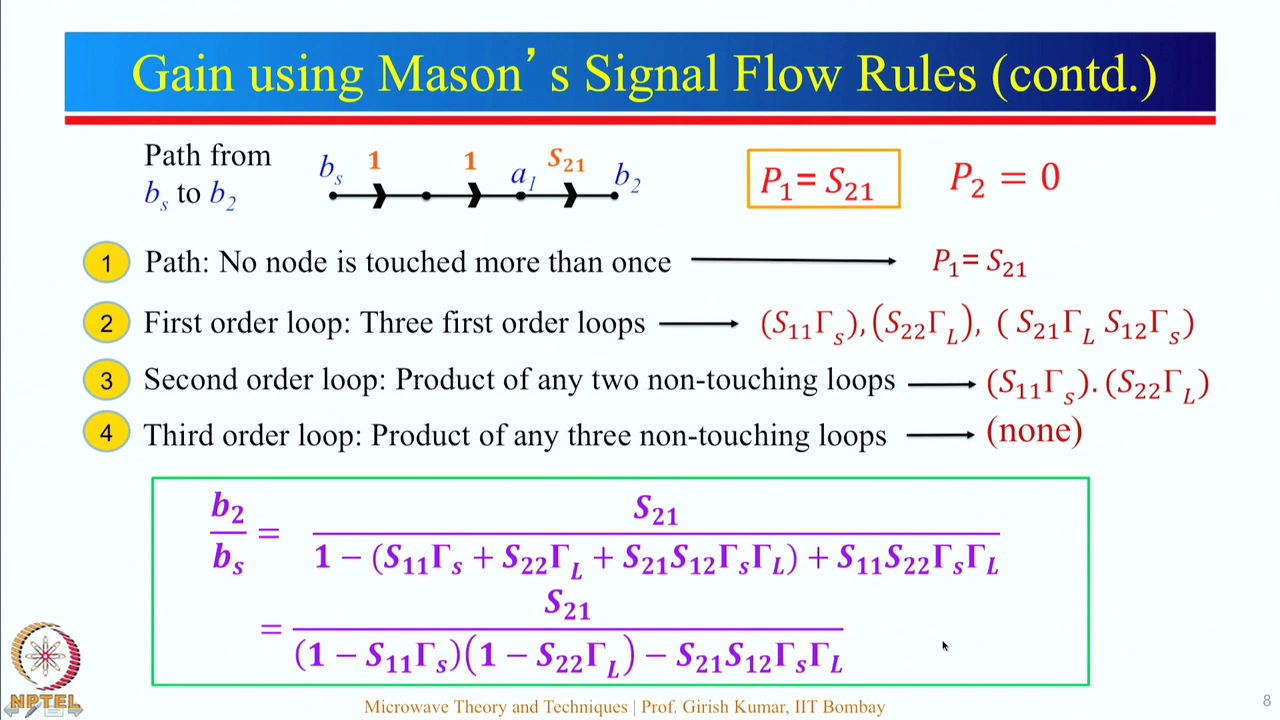 Gain using Mason's Signal Flow Rules (contd.)
Path from
b_s to b_2
b_s 1 1 a_1 S_21 b_2
P_1= S_21
P_2 = 0
1 Path: No node is touched more than once P_1= S_21
2 First order loop: Three first order loops (S_11Γ_s),(S_22Γ_L), ( S_21Γ_L S_12Γ_s)
3 Second order loop: Product of any two non-touching loops (S_11Γ_s).(S_22Γ_L)
4 Third order loop: Product of any three non-touching loops (none)
b_2/b_s = S_21/(1 − (S_11Γ_s + S_22Γ_L + S_21S_12Γ_sΓ_L) + S_11S_22Γ_sΓ_L)
= S_21/((1 − S_11Γ_s)(1 − S_22Γ_L) − S_21S_12Γ_sΓ_L)
NPTEL
Microwave Theory and Techniques | Prof. Girish Kumar, IIT Bombay
8